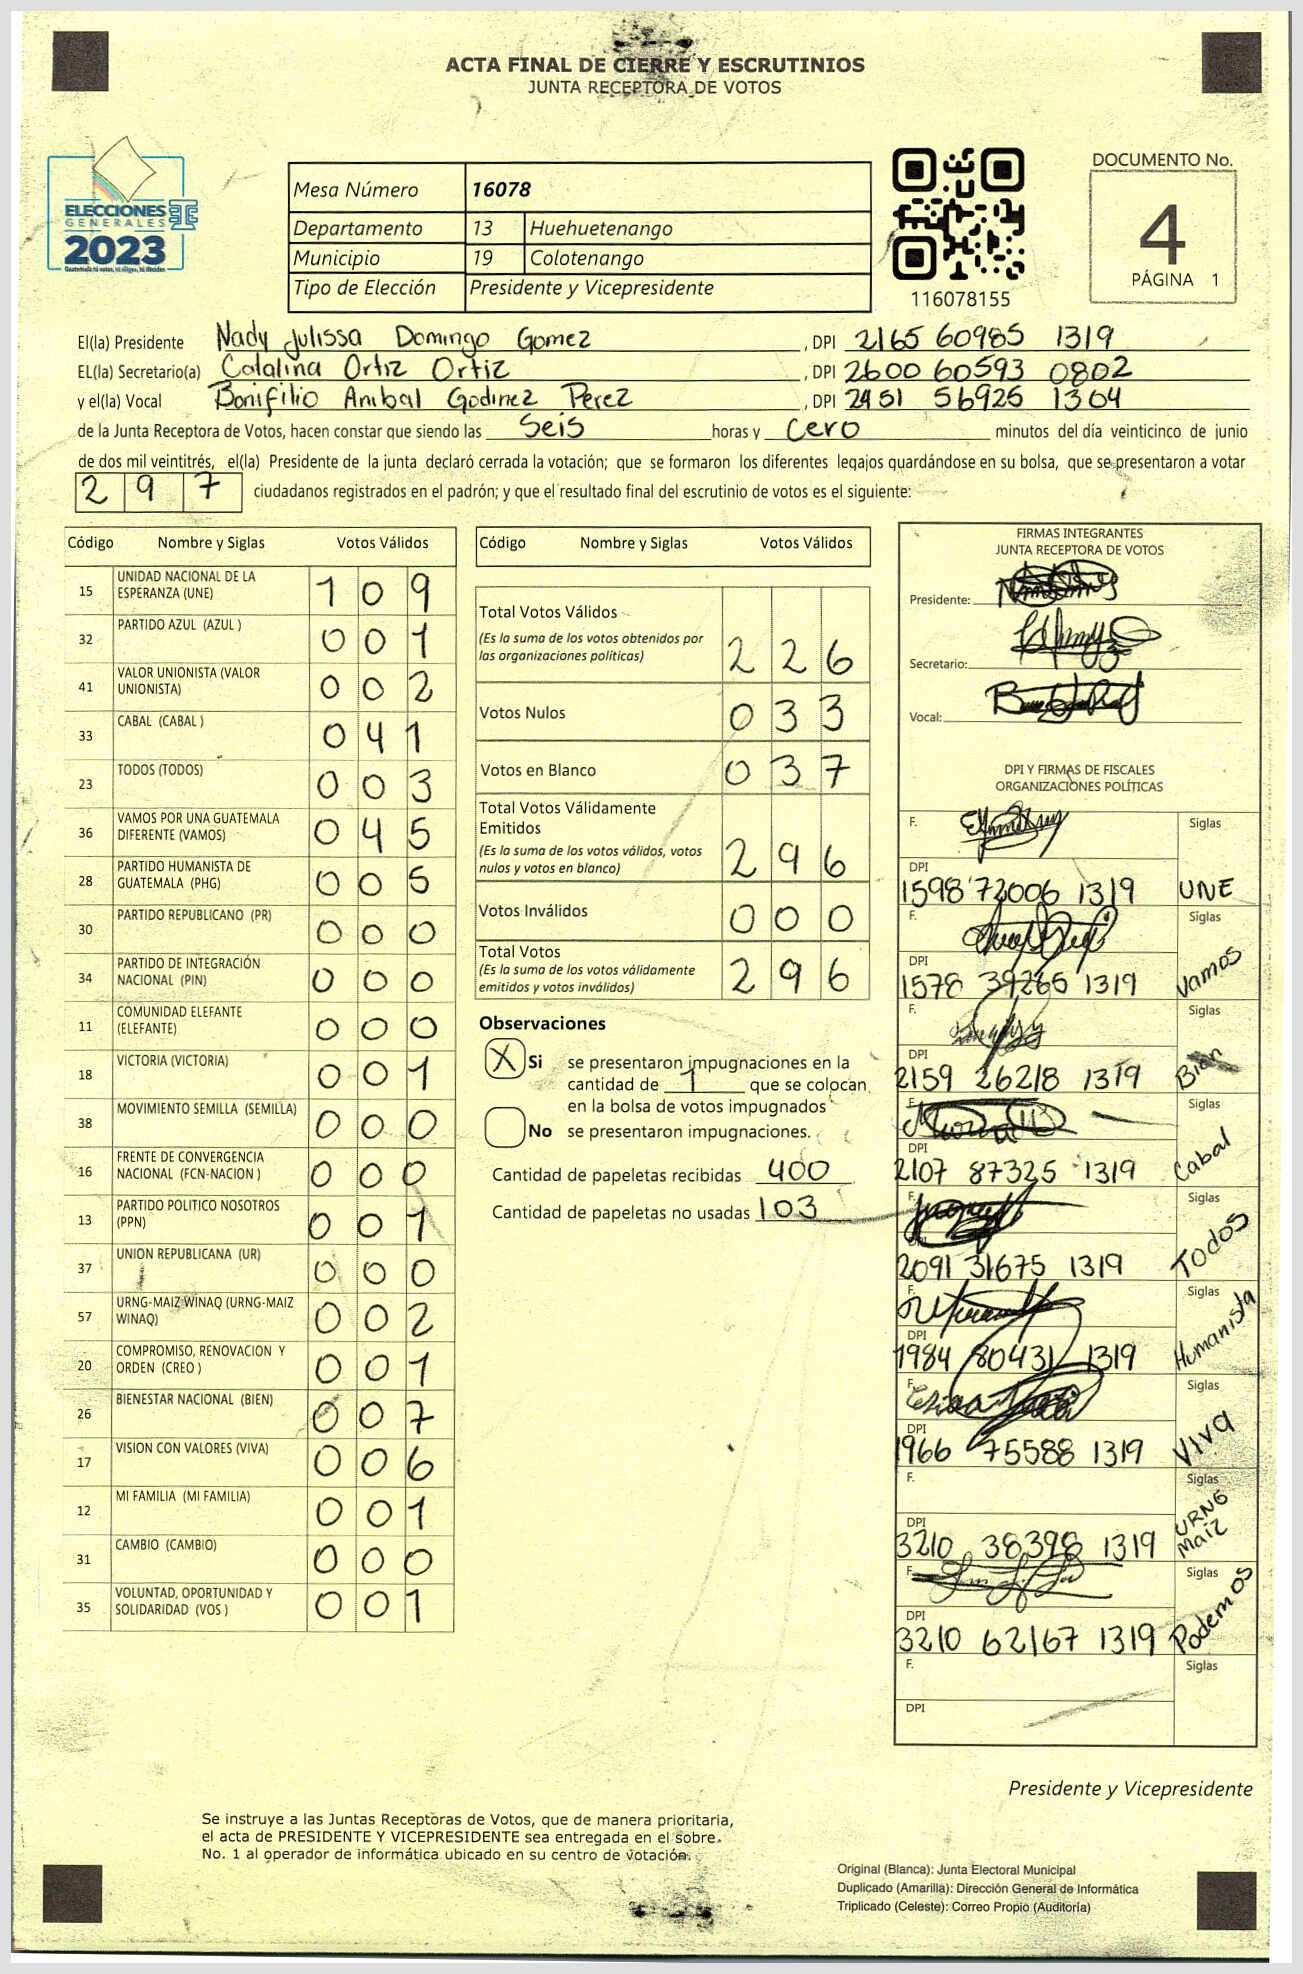 ACTA FINAL DE CIERRE Y ESCRUTINIOS
JUNTA RECEPTORA DE VOTOS
ELECCIONES
GENERALES
2023
Guatemala tú votas, tú eliges, tú decides
Mesa Número 16078
Departamento 13 Huehuetenango
Municipio 19 Colotenango
Tipo de Elección Presidente y Vicepresidente
116078155
DOCUMENTO No.
4
PÁGINA 1
El(la) Presidente Nady Julissa Domingo Gomez , DPI 2165 60985 1319
EL(la) Secretario(a) Catalina Ortiz Ortiz , DPI 2600 60593 0802
y el(la) Vocal Bonifilio Anibal Godinez Perez , DPI 2451 56925 1304
de la Junta Receptora de Votos, hacen constar que siendo las Seis horas y Cero minutos del día veinticinco de junio
de dos mil veintitrés, el(la) Presidente de la junta declaró cerrada la votación; que se formaron los diferentes legajos quardándose en su bolsa, que se presentaron a votar
2 9 7 ciudadanos registrados en el padrón; y que el resultado final del escrutinio de votos es el siguiente:
Código Nombre y Siglas Votos Válidos
15 UNIDAD NACIONAL DE LA ESPERANZA (UNE) 1 0 9
32 PARTIDO AZUL (AZUL ) 0 0 1
41 VALOR UNIONISTA (VALOR UNIONISTA) 0 0 2
33 CABAL (CABAL ) 0 4 1
23 TODOS (TODOS) 0 0 3
36 VAMOS POR UNA GUATEMALA DIFERENTE (VAMOS) 0 4 5
28 PARTIDO HUMANISTA DE GUATEMALA (PHG) 0 0 5
30 PARTIDO REPUBLICANO (PR) 0 0 0
34 PARTIDO DE INTEGRACIÓN NACIONAL (PIN) 0 0 0
11 COMUNIDAD ELEFANTE (ELEFANTE) 0 0 0
18 VICTORIA (VICTORIA) 0 0 1
38 MOVIMIENTO SEMILLA (SEMILLA) 0 0 0
16 FRENTE DE CONVERGENCIA NACIONAL (FCN-NACION ) 0 0 0
13 PARTIDO POLITICO NOSOTROS (PPN) 0 0 1
37 UNION REPUBLICANA (UR) 0 0 0
57 URNG-MAIZ WINAQ (URNG-MAIZ WINAQ) 0 0 2
20 COMPROMISO, RENOVACION Y ORDEN (CREO ) 0 0 1
26 BIENESTAR NACIONAL (BIEN) 0 0 7
17 VISION CON VALORES (VIVA) 0 0 6
12 MI FAMILIA (MI FAMILIA) 0 0 1
31 CAMBIO (CAMBIO) 0 0 0
35 VOLUNTAD, OPORTUNIDAD Y SOLIDARIDAD (VOS ) 0 0 1
Código Nombre y Siglas Votos Válidos
Total Votos Válidos
(Es la suma de los votos obtenidos por
las organizaciones políticas) 2 2 6
Votos Nulos 0 3 3
Votos en Blanco 0 3 7
Total Votos Válidamente
Emitidos
(Es la suma de los votos válidos, votos
nulos y votos en blanco) 2 9 6
Votos Inválidos 0 0 0
Total Votos
(Es la suma de los votos válidamente
emitidos y votos inválidos) 2 9 6
Observaciones
X Si se presentaron impugnaciones en la
cantidad de 1 que se colocan
en la bolsa de votos impugnados
No se presentaron impugnaciones.
Cantidad de papeletas recibidas 400
Cantidad de papeletas no usadas 103
FIRMAS INTEGRANTES
JUNTA RECEPTORA DE VOTOS
Presidente:
Secretario:
Vocal:
DPI Y FIRMAS DE FISCALES
ORGANIZACIONES POLÍTICAS
F. Siglas
DPI
1598 72006 1319 UNE
F. Siglas
DPI
1578 39265 1319 Vamos
F. Siglas
DPI
2159 26218 1319 Bien
F. Siglas
DPI
2107 87325 1319 Cabal
F. Siglas
DPI
2091 31675 1319 Todos
F. Siglas
DPI
1984 80431 1319 Humanista
F. Siglas
DPI
1966 75588 1319 Viva
F. Siglas
DPI
3210 38398 1319 URNG Maiz
F. Siglas
DPI
3210 62167 1319 Podemos
F. Siglas
DPI
Presidente y Vicepresidente
Se instruye a las Juntas Receptoras de Votos, que de manera prioritaria,
el acta de PRESIDENTE Y VICEPRESIDENTE sea entregada en el sobre
No. 1 al operador de informática ubicado en su centro de votación.
Original (Blanca): Junta Electoral Municipal
Duplicado (Amarilla): Dirección General de Informática
Triplicado (Celeste): Correo Propio (Auditoría)